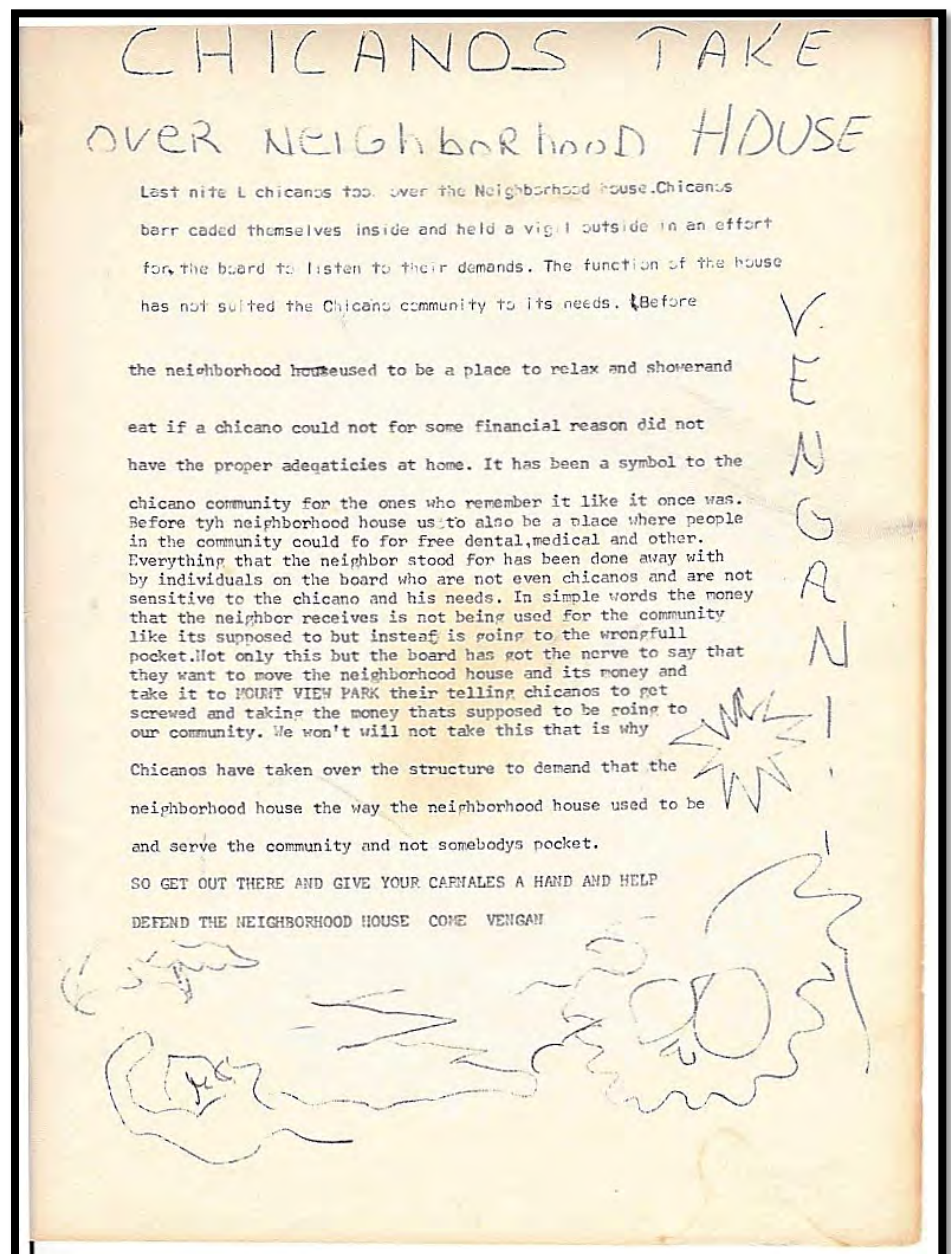 CHICANOS TAKE
OVER NEIGhboRhooD HOUSE
Last nite L chicanos too. over the Neighborhood house.Chicanos
barr caded themselves inside and held a vigil outside in an effort
for the board to listen to their demands. The function of the house
has not suited the Chicano community to its needs. Before
the neighborhood houseused to be a place to relax and showerand
eat if a chicano could not for some financial reason did not
have the proper adeqaticies at home. It has been a symbol to the
chicano community for the ones who remember it like it once was.
Before tyh neighborhood house us to also be a place where people
in the community could fo for free dental,medical and other.
Everything that the neighbor stood for has been done away with
by individuals on the board who are not even chicanos and are not
sensitive to the chicano and his needs. In simple words the money
that the neighbor receives is not being used for the community
like its supposed to but insteaf is going to the wrongfull
pocket.Not only this but the board has got the nerve to say that
they want to move the neighborhood house and its money and
take it to MOUNT VIEW PARK their telling chicanos to get
screwed and taking the money thats supposed to be going to
our community. We won't will not take this that is why
Chicanos have taken over the structure to demand that the
neighborhood house the way the neighborhood house used to be
and serve the community and not somebodys pocket.
SO GET OUT THERE AND GIVE YOUR CARNALES A HAND AND HELP
DEFEND THE NEIGHBORHOOD HOUSE COME VENGAN
VENGAN!!